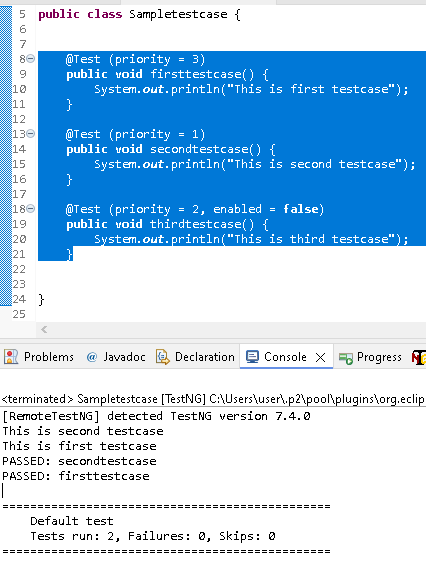 5 public class Sampletestcase {
6
7
8 @Test (priority = 3)
9 public void firsttestcase() {
10 System.out.println("This is first testcase");
11 }
12
13 @Test (priority = 1)
14 public void secondtestcase() {
15 System.out.println("This is second testcase");
16 }
17
18 @Test (priority = 2, enabled = false)
19 public void thirdtestcase() {
20 System.out.println("This is third testcase");
21 }
22
23
24 }
25
Problems @ Javadoc Declaration Console Progress
<terminated> Sampletestcase [TestNG] C:\Users\user\.p2\pool\plugins\org.eclip
[RemoteTestNG] detected TestNG version 7.4.0
This is second testcase
This is first testcase
PASSED: secondtestcase
PASSED: firsttestcase
===============================================
Default test
Tests run: 2, Failures: 0, Skips: 0
===============================================